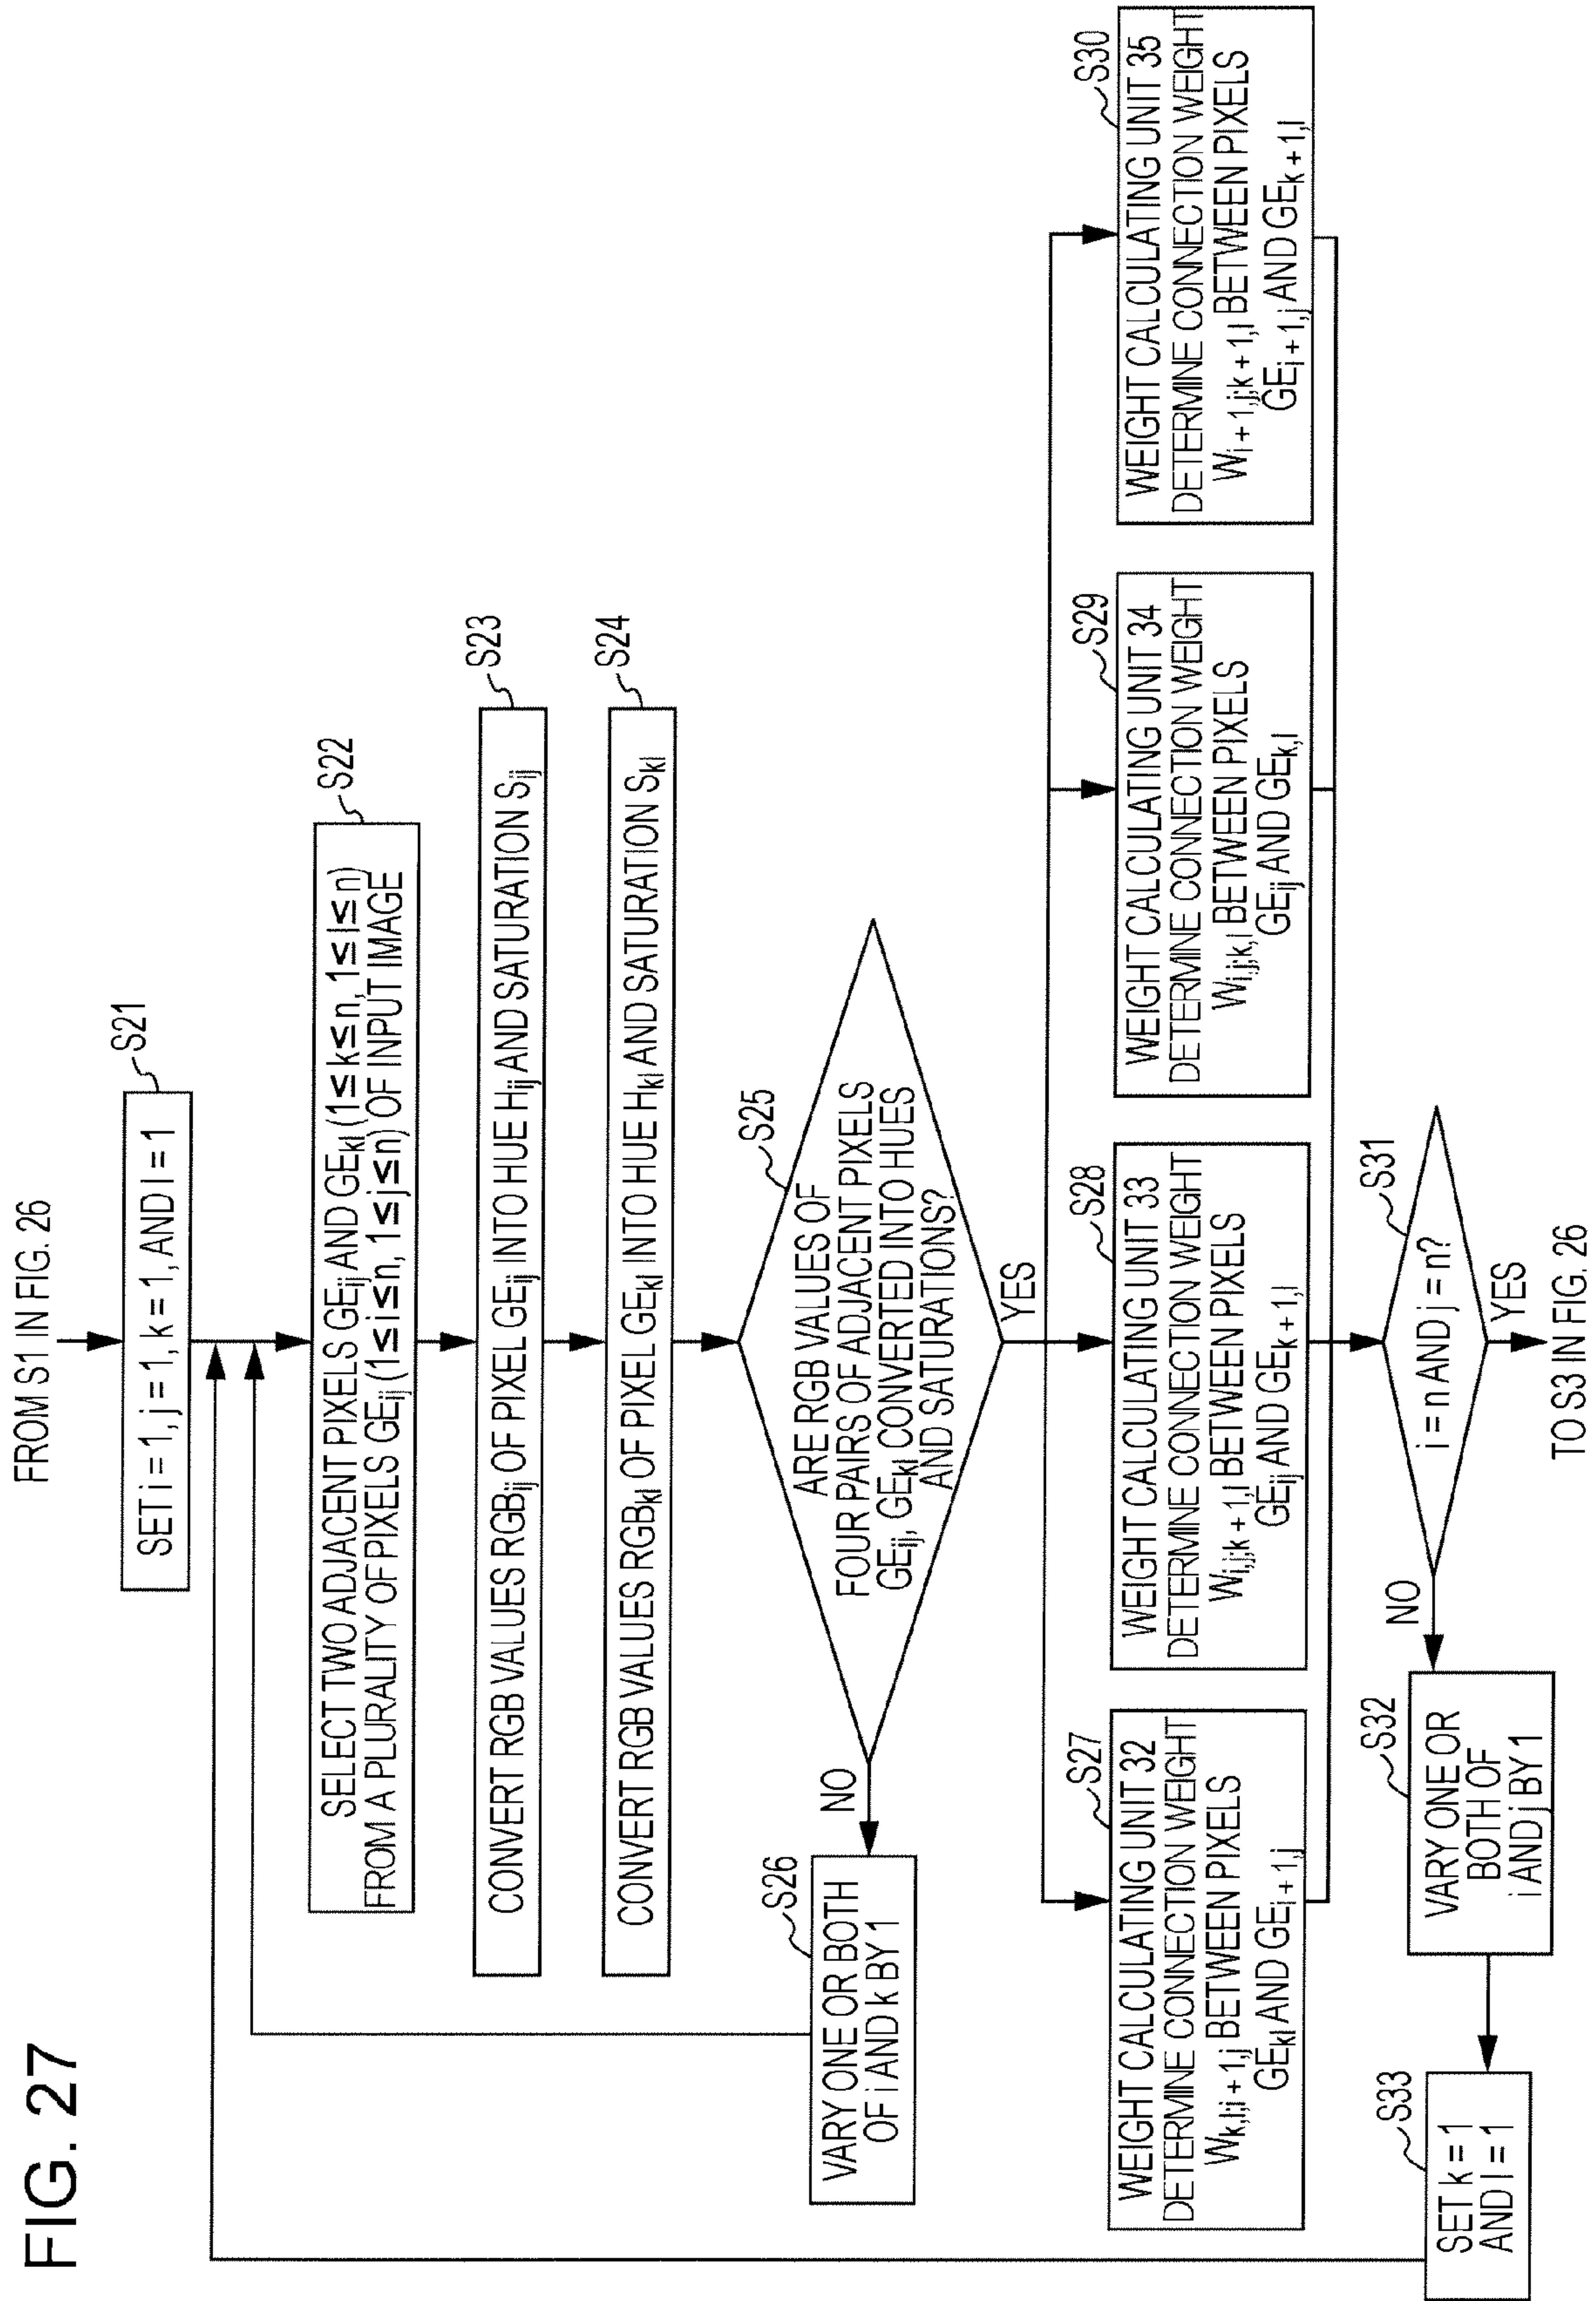 FIG. 27
FROM S1 IN FIG. 26
S21
SET i = 1, j = 1, k = 1, AND l = 1
S22
SELECT TWO ADJACENT PIXELS GEij AND GEkl (1≤k≤n, 1≤l≤n)
FROM A PLURALITY OF PIXELS GEij (1≤i≤n, 1≤j≤n) OF INPUT IMAGE
S23
CONVERT RGB VALUES RGBij OF PIXEL GEij INTO HUE Hij AND SATURATION Sij
S24
CONVERT RGB VALUES RGBkl OF PIXEL GEkl INTO HUE Hkl AND SATURATION Skl
S25
ARE RGB VALUES OF
FOUR PAIRS OF ADJACENT PIXELS
GEij, GEkl CONVERTED INTO HUES
AND SATURATIONS?
NO
YES
S26
VARY ONE OR BOTH
OF i AND k BY 1
S27
WEIGHT CALCULATING UNIT 32
DETERMINE CONNECTION WEIGHT
Wk,l;i+1,j BETWEEN PIXELS
GEkl AND GEi+1,j
S28
WEIGHT CALCULATING UNIT 33
DETERMINE CONNECTION WEIGHT
Wi,j;k+1,l BETWEEN PIXELS
GEij AND GEk+1,l
S29
WEIGHT CALCULATING UNIT 34
DETERMINE CONNECTION WEIGHT
Wi,j;k,l BETWEEN PIXELS
GEij AND GEk,l
S30
WEIGHT CALCULATING UNIT 35
DETERMINE CONNECTION WEIGHT
Wi+1,j;k+1,l BETWEEN PIXELS
GEi+1,j AND GEk+1,l
S31
i = n AND j = n?
NO
YES
S32
VARY ONE OR
BOTH OF
i AND j BY 1
S33
SET k = 1
AND l = 1
TO S3 IN FIG. 26